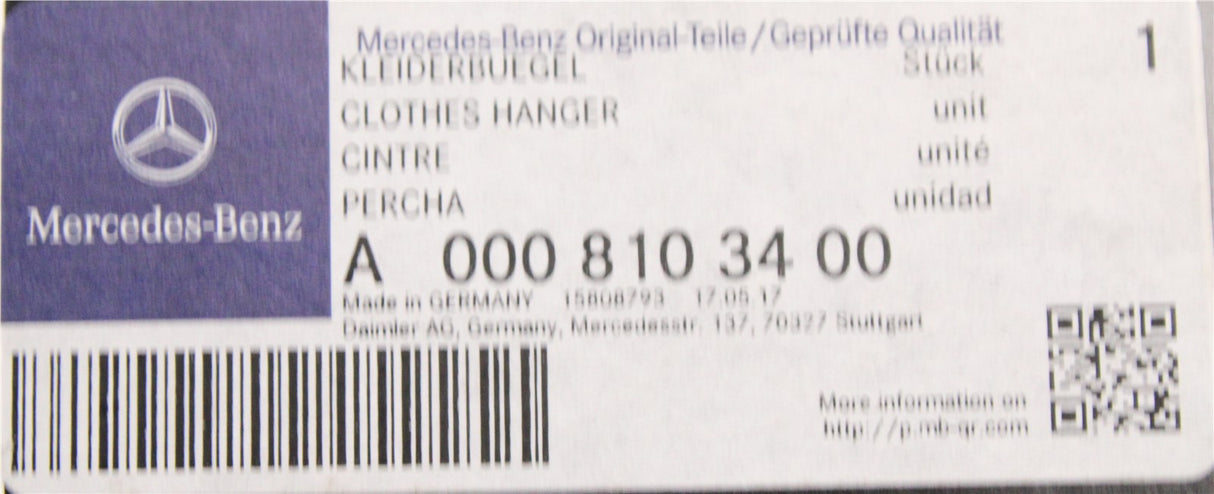 Mercedes-Benz
Mercedes-Benz Original-Teile/Geprüfte Qualität
KLEIDERBUEGEL Stück 1
CLOTHES HANGER unit
CINTRE unité
PERCHA unidad
A 000 810 34 00
Made in GERMANY 15808793 17.05.17
Daimler AG, Germany, Mercedesstr. 137, 70327 Stuttgart
More information on
http://p.mb-qr.com